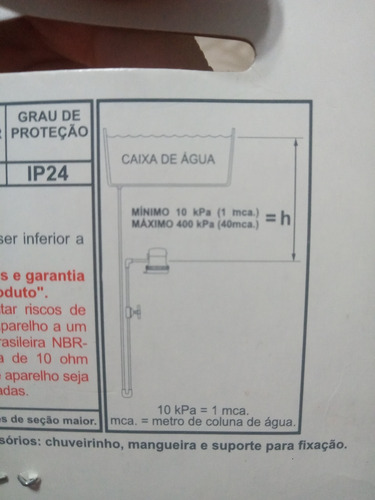 GRAU DE
PROTEÇÃO
IP24
CAIXA DE ÁGUA
MÍNIMO 10 kPa (1 mca.)
MÁXIMO 400 kPa (40mca.)
=h
ser inferior a
s e garantia
oduto".
tar riscos de
aparelho a um
rasileira NBR-
a de 10 ohm
aparelho seja
adas.
es de seção maior.
10 kPa = 1 mca.
mca. = metro de coluna de água.
sórios: chuveirinho, mangueira e suporte para fixação.